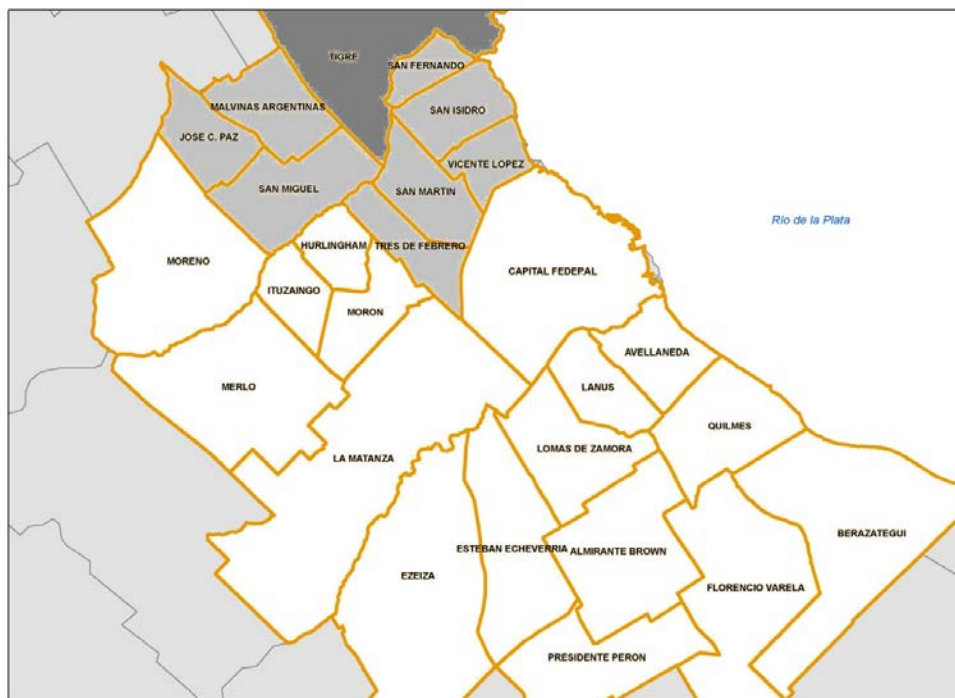 TIGRE
SAN FERNANDO
MALVINAS ARGENTINAS
SAN ISIDRO
JOSE C. PAZ
VICENTE LOPEZ
SAN MIGUEL
SAN MARTIN
Río de la Plata
HURLINGHAM
TRES DE FEBRERO
MORENO
CAPITAL FEDEPAL
ITUZAINGO
MORON
AVELLANEDA
MERLO
LANUS
QUILMES
LOMAS DE ZAMORA
LA MATANZA
BERAZATEGUI
ESTEBAN ECHEVERRIA
ALMIRANTE BROWN
EZEIZA
FLORENCIO VARELA
PRESIDENTE PERON